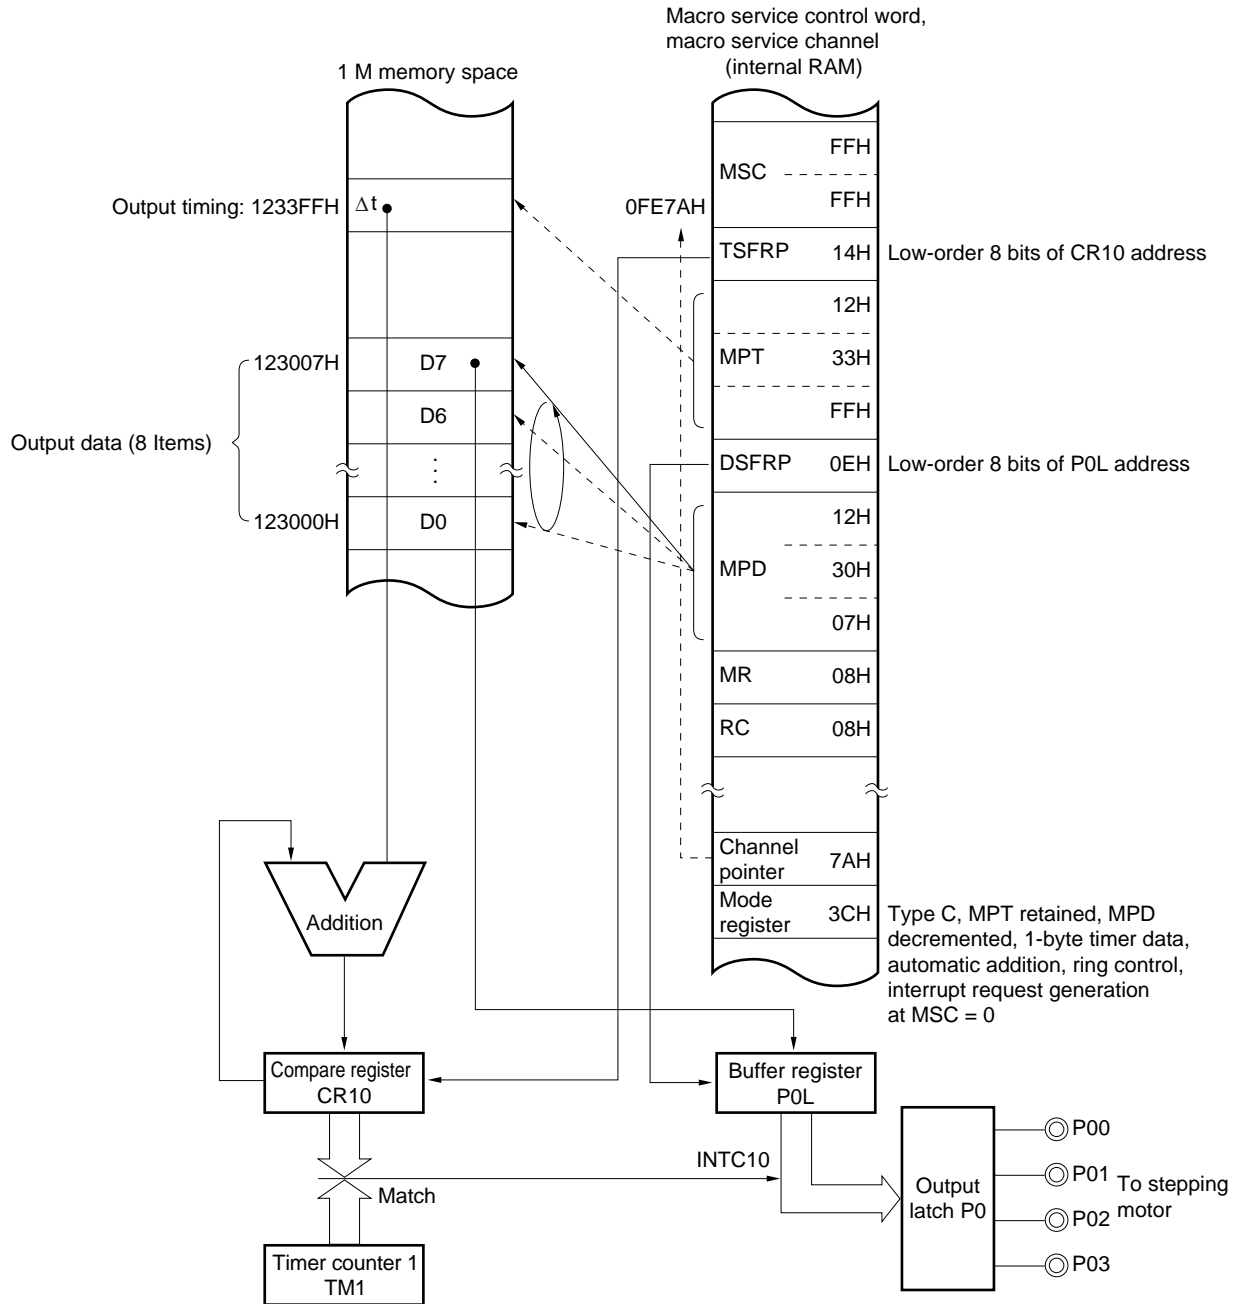 Macro service control word,
macro service channel
(internal RAM)
1 M memory space
FFH
MSC
FFH
Output timing: 1233FFH
Δt
0FE7AH
TSFRP 14H Low-order 8 bits of CR10 address
12H
MPT 33H
FFH
123007H D7
D6
Output data (8 Items)
⋮
DSFRP 0EH Low-order 8 bits of P0L address
123000H D0
12H
MPD 30H
07H
MR 08H
RC 08H
Channel
pointer 7AH
Mode
register 3CH
Type C, MPT retained, MPD
decremented, 1-byte timer data,
automatic addition, ring control,
interrupt request generation
at MSC = 0
Addition
Compare register
CR10
Buffer register
P0L
INTC10
Match
Timer counter 1
TM1
Output
latch P0
P00
P01
P02
P03
To stepping
motor